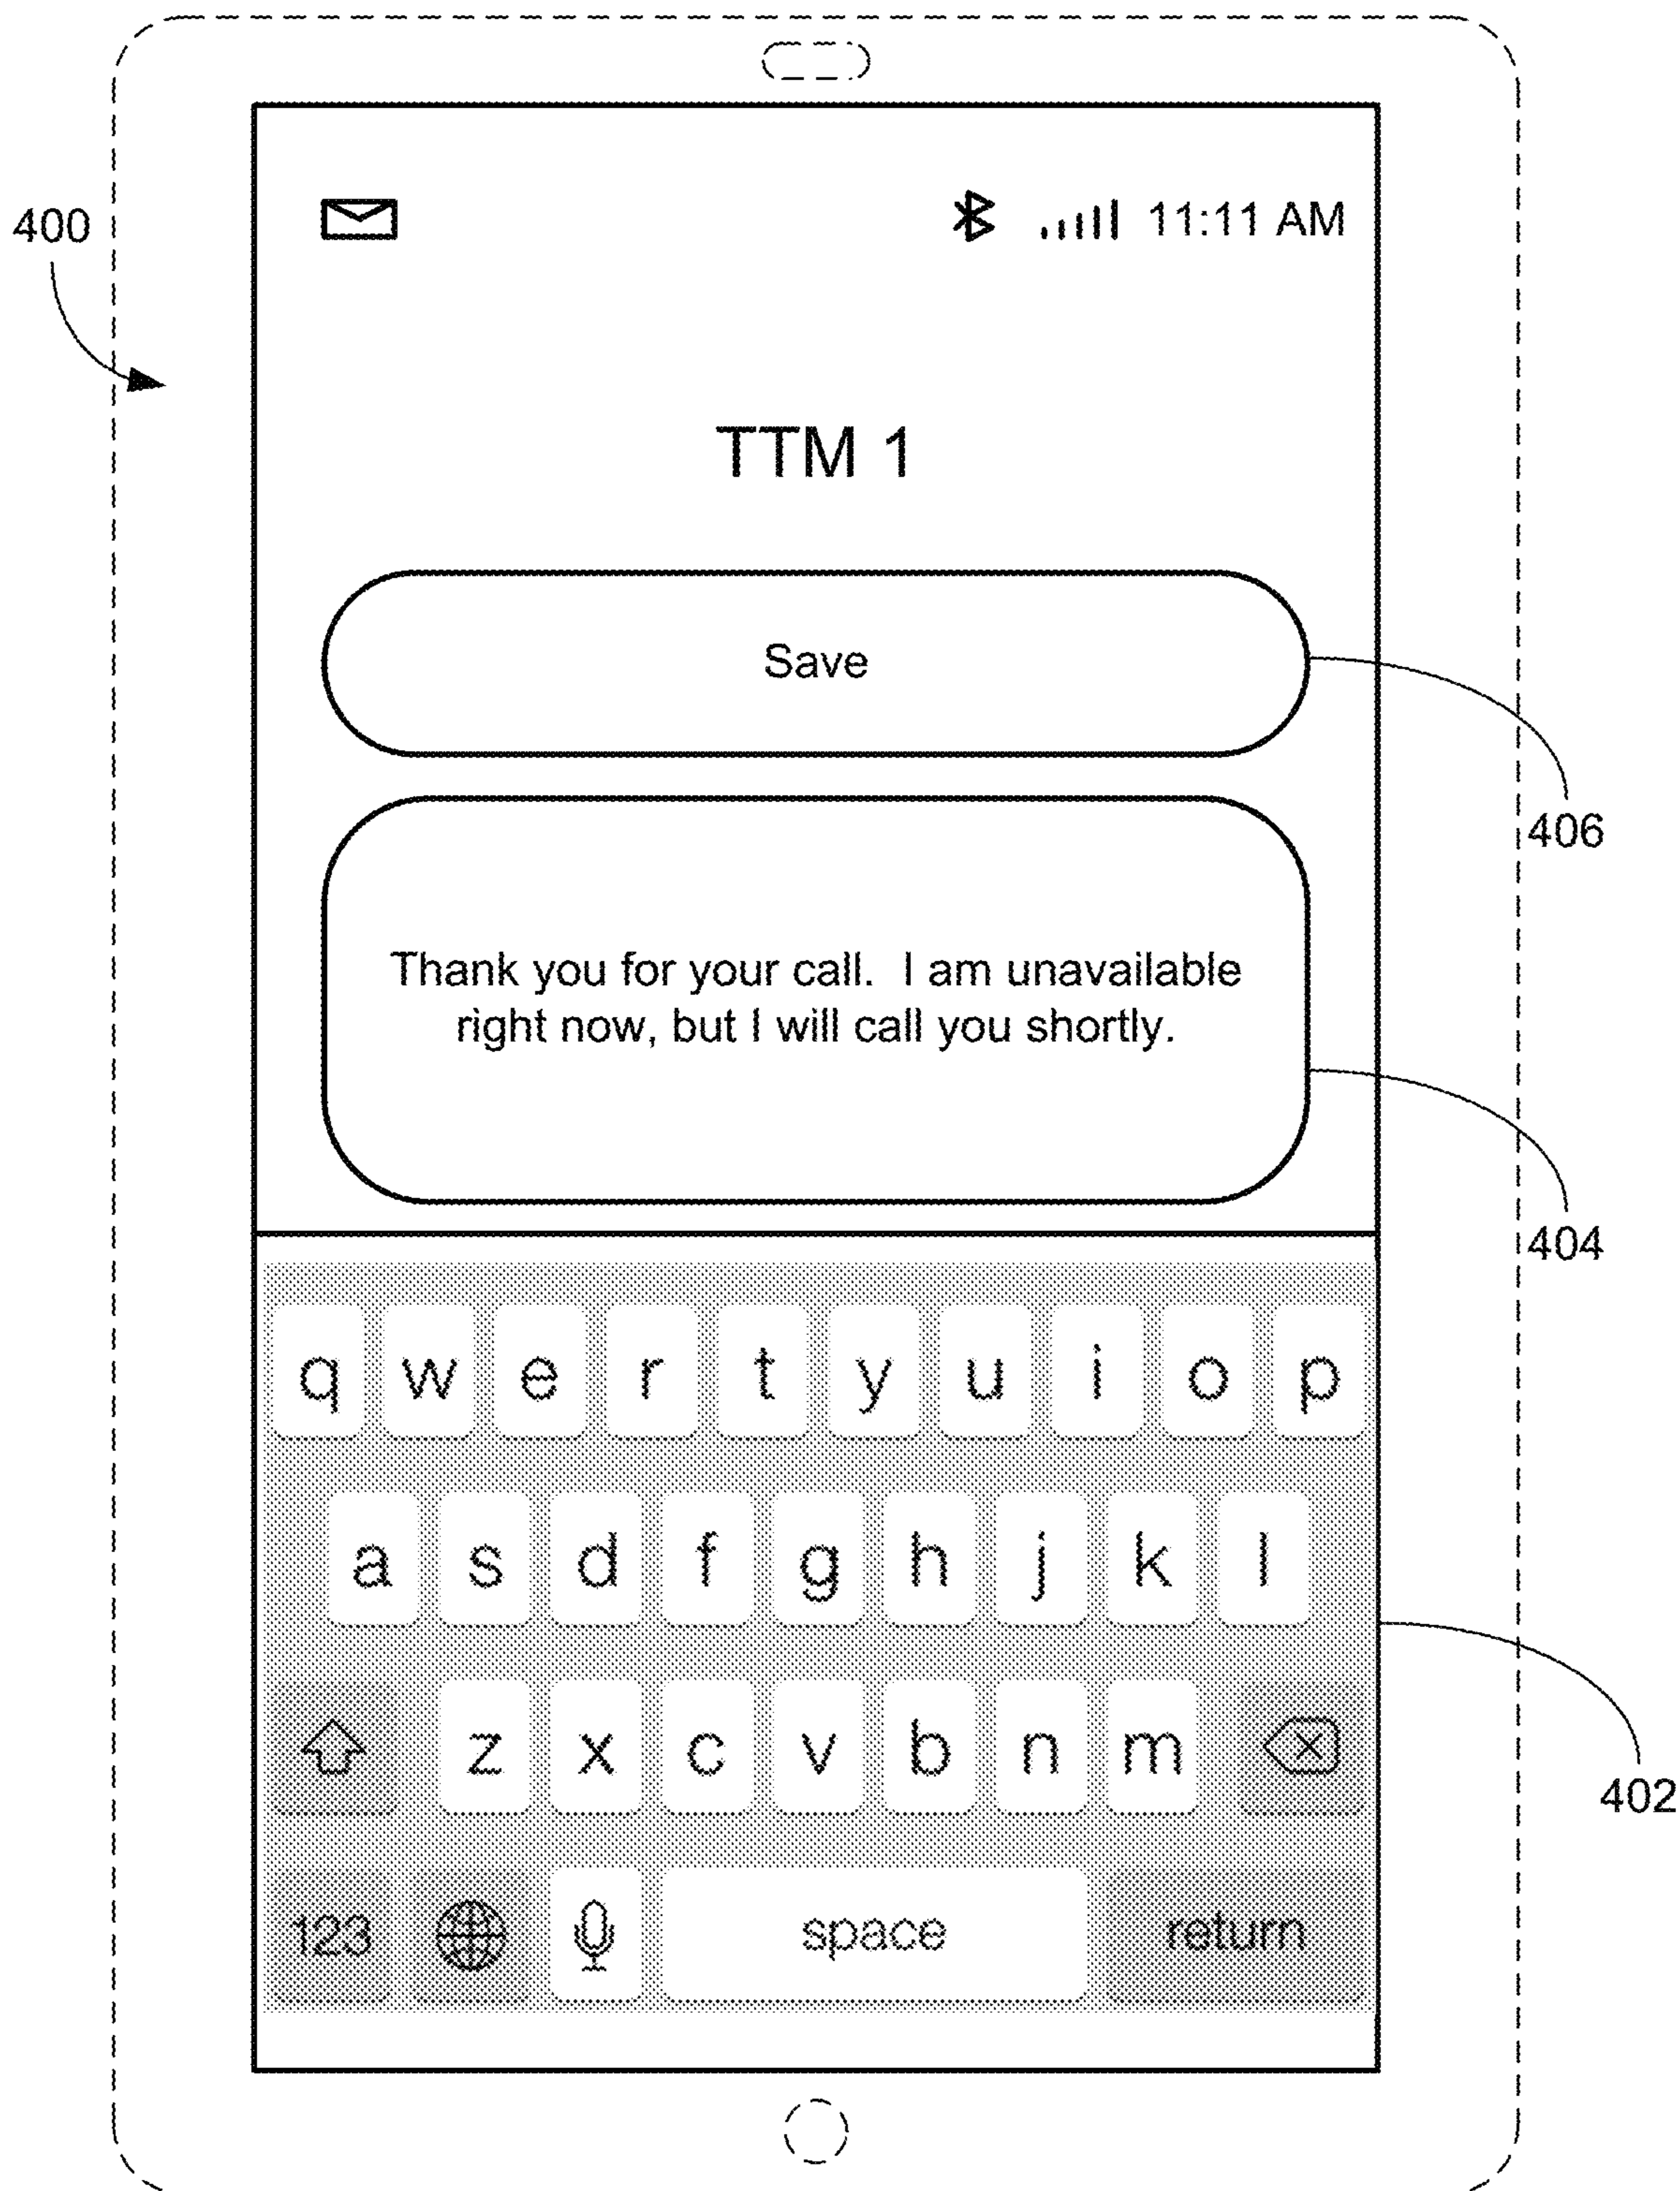 11:11 AM
400
TTM 1
Save
406
Thank you for your call.  I am unavailable
right now, but I will call you shortly.
404
q w e r t y u i o p
a s d f g h j k l
z x c v b n m
402
123 space return